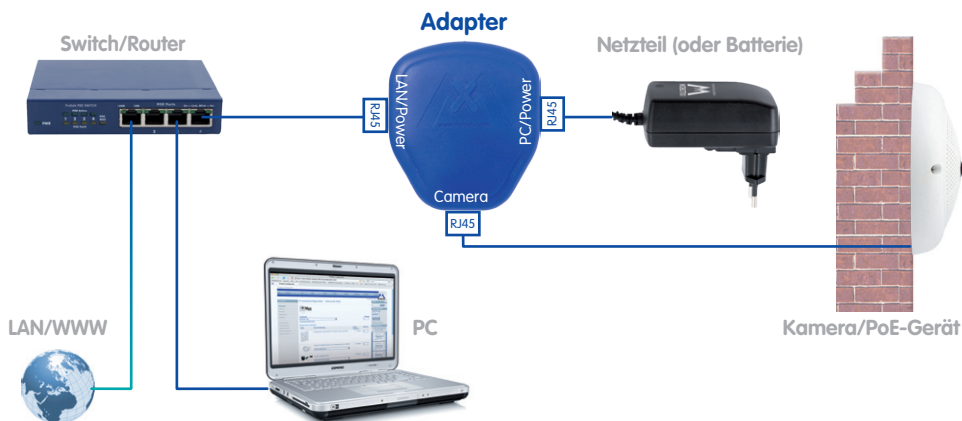 Adapter
Switch/Router
Netzteil (oder Batterie)
RJ45
LAN/Power
PC/Power
RJ45
Camera
RJ45
LAN/WWW
PC
Kamera/PoE-Gerät